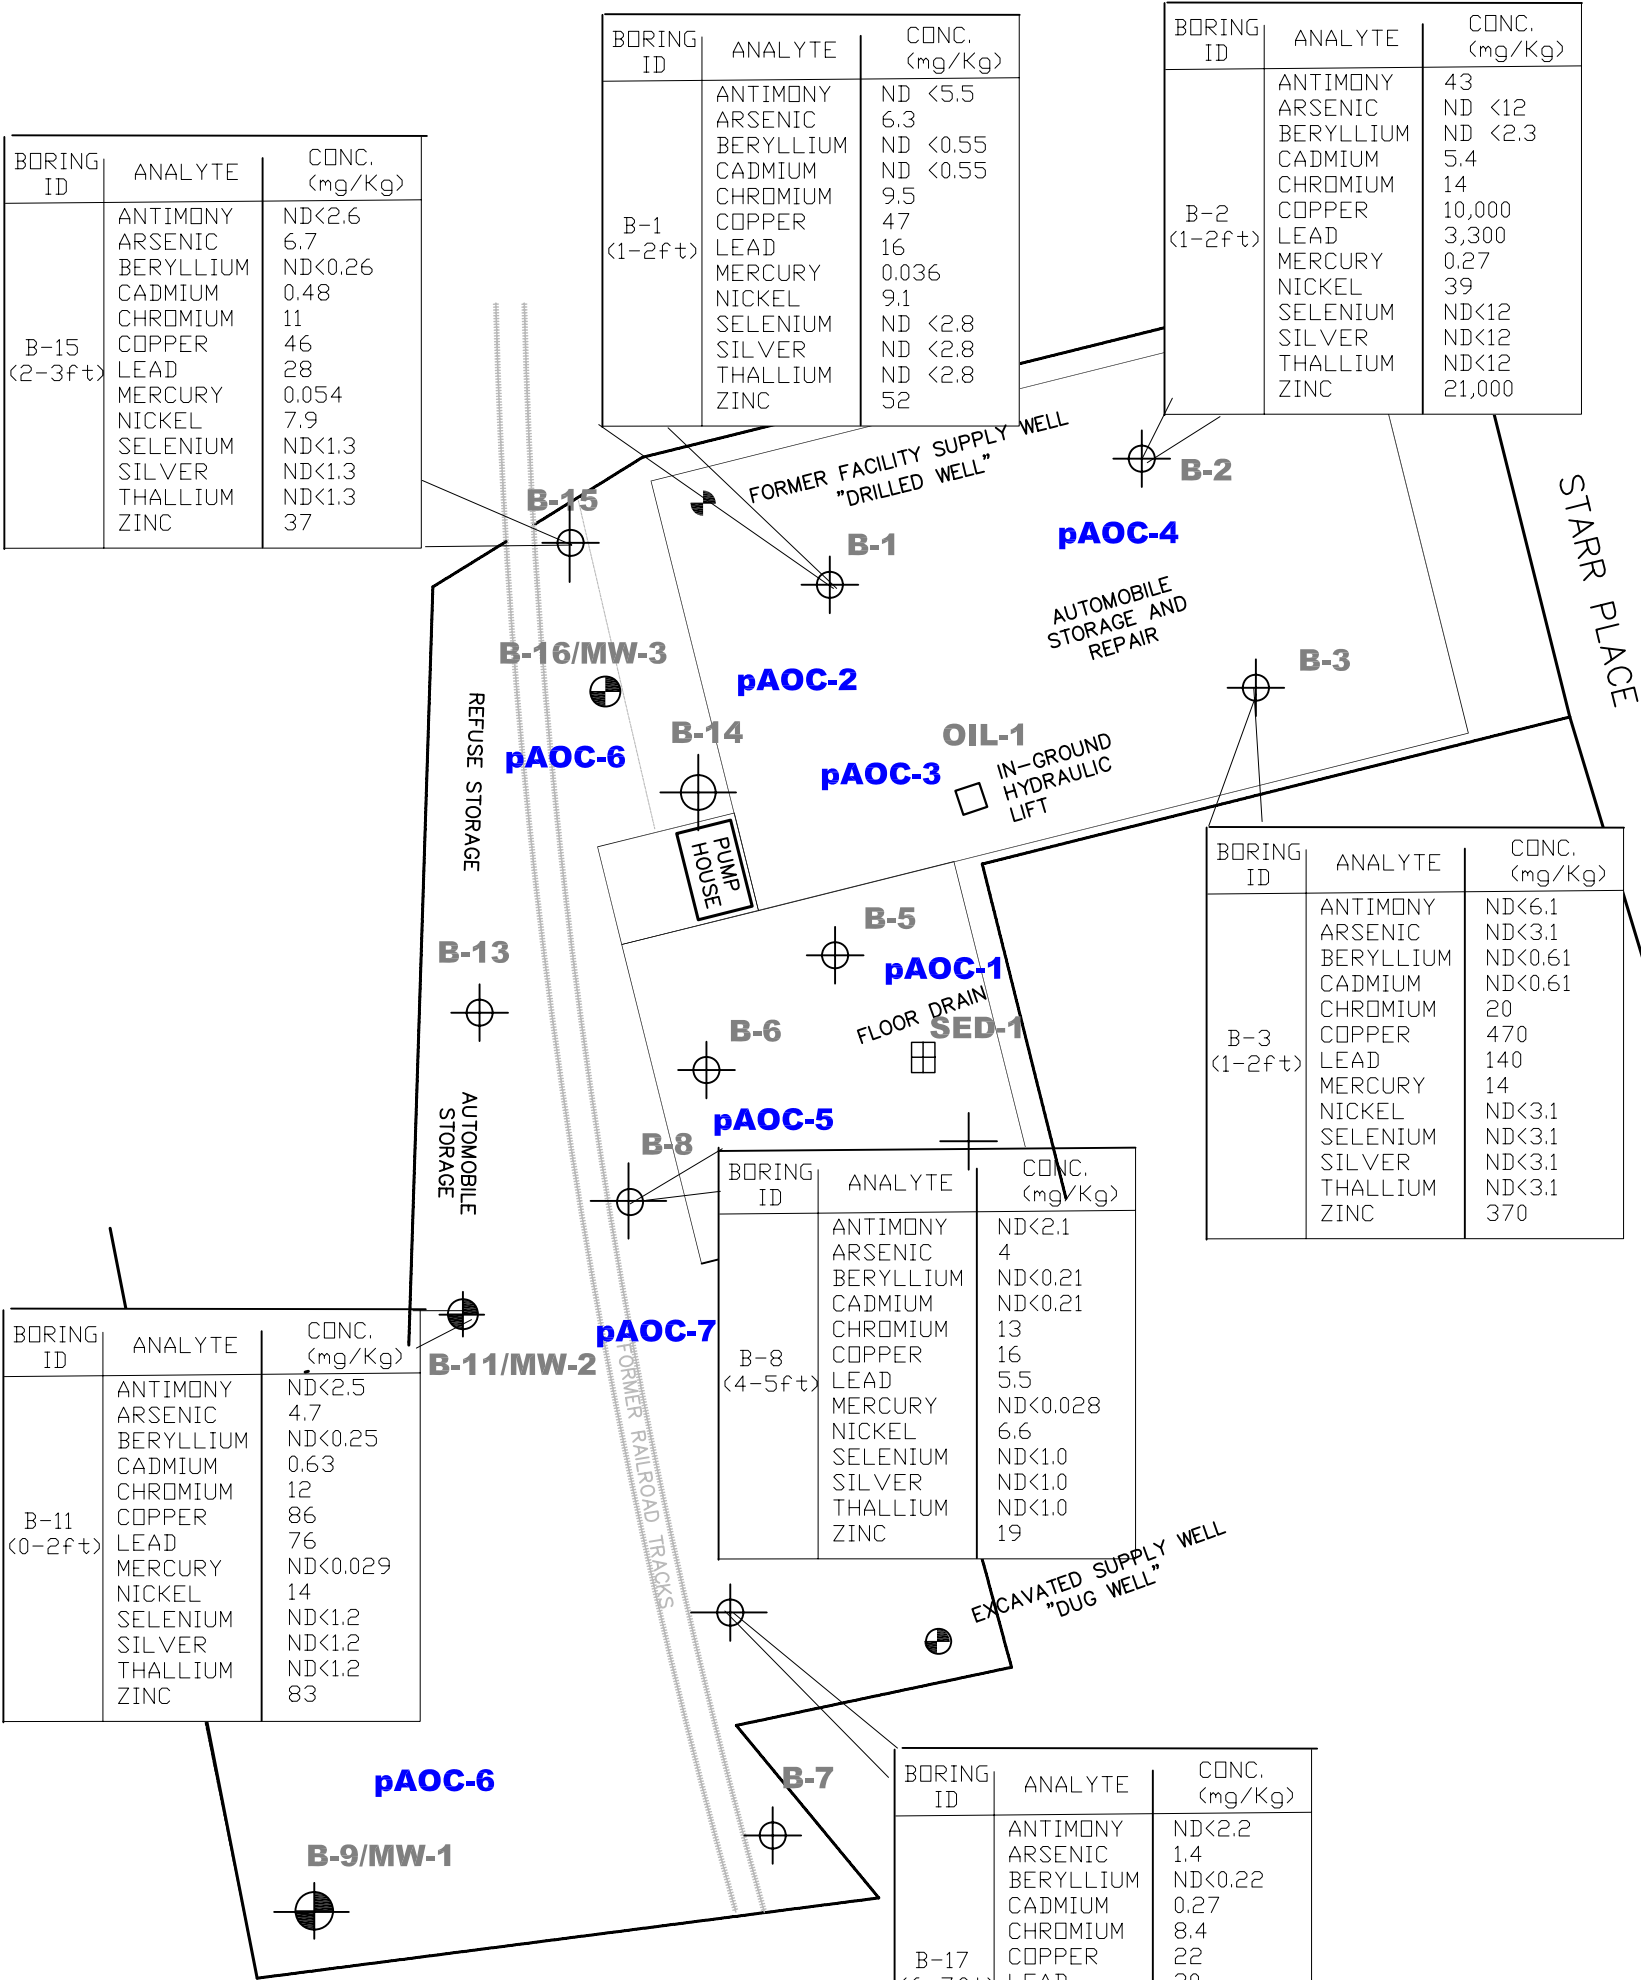 BORING ID ANALYTE CONC. (mg/Kg)
B-1 (1-2ft)
ANTIMONY ND <5.5
ARSENIC 6.3
BERYLLIUM ND <0.55
CADMIUM ND <0.55
CHROMIUM 9.5
COPPER 47
LEAD 16
MERCURY 0.036
NICKEL 9.1
SELENIUM ND <2.8
SILVER ND <2.8
THALLIUM ND <2.8
ZINC 52
BORING ID ANALYTE CONC. (mg/Kg)
B-2 (1-2ft)
ANTIMONY 43
ARSENIC ND <12
BERYLLIUM ND <2.3
CADMIUM 5.4
CHROMIUM 14
COPPER 10,000
LEAD 3,300
MERCURY 0.27
NICKEL 39
SELENIUM ND<12
SILVER ND<12
THALLIUM ND<12
ZINC 21,000
BORING ID ANALYTE CONC. (mg/Kg)
B-15 (2-3ft)
ANTIMONY ND<2.6
ARSENIC 6.7
BERYLLIUM ND<0.26
CADMIUM 0.48
CHROMIUM 11
COPPER 46
LEAD 28
MERCURY 0.054
NICKEL 7.9
SELENIUM ND<1.3
SILVER ND<1.3
THALLIUM ND<1.3
ZINC 37
FORMER FACILITY SUPPLY WELL
"DRILLED WELL"
B-2
B-15
pAOC-4
B-1
STARR PLACE
AUTOMOBILE
STORAGE AND
REPAIR
B-16/MW-3
B-3
pAOC-2
REFUSE STORAGE
B-14
OIL-1
pAOC-6
pAOC-3
IN-GROUND
HYDRAULIC
LIFT
PUMP
HOUSE
BORING ID ANALYTE CONC. (mg/Kg)
B-3 (1-2ft)
ANTIMONY ND<6.1
ARSENIC ND<3.1
BERYLLIUM ND<0.61
CADMIUM ND<0.61
CHROMIUM 20
COPPER 470
LEAD 140
MERCURY 14
NICKEL ND<3.1
SELENIUM ND<3.1
SILVER ND<3.1
THALLIUM ND<3.1
ZINC 370
B-5
B-13
pAOC-1
FLOOR DRAIN
SED-1
B-6
AUTOMOBILE
STORAGE
pAOC-5
B-8
BORING ID ANALYTE CONC. (mg/Kg)
B-8 (4-5ft)
ANTIMONY ND<2.1
ARSENIC 4
BERYLLIUM ND<0.21
CADMIUM ND<0.21
CHROMIUM 13
COPPER 16
LEAD 5.5
MERCURY ND<0.028
NICKEL 6.6
SELENIUM ND<1.0
SILVER ND<1.0
THALLIUM ND<1.0
ZINC 19
pAOC-7
B-11/MW-2
FORMER RAILROAD TRACKS
BORING ID ANALYTE CONC. (mg/Kg)
B-11 (0-2ft)
ANTIMONY ND<2.5
ARSENIC 4.7
BERYLLIUM ND<0.25
CADMIUM 0.63
CHROMIUM 12
COPPER 86
LEAD 76
MERCURY ND<0.029
NICKEL 14
SELENIUM ND<1.2
SILVER ND<1.2
THALLIUM ND<1.2
ZINC 83
EXCAVATED SUPPLY WELL
"DUG WELL"
pAOC-6
B-7
B-9/MW-1
BORING ID ANALYTE CONC. (mg/Kg)
B-17
ANTIMONY ND<2.2
ARSENIC 1.4
BERYLLIUM ND<0.22
CADMIUM 0.27
CHROMIUM 8.4
COPPER 22
LEAD